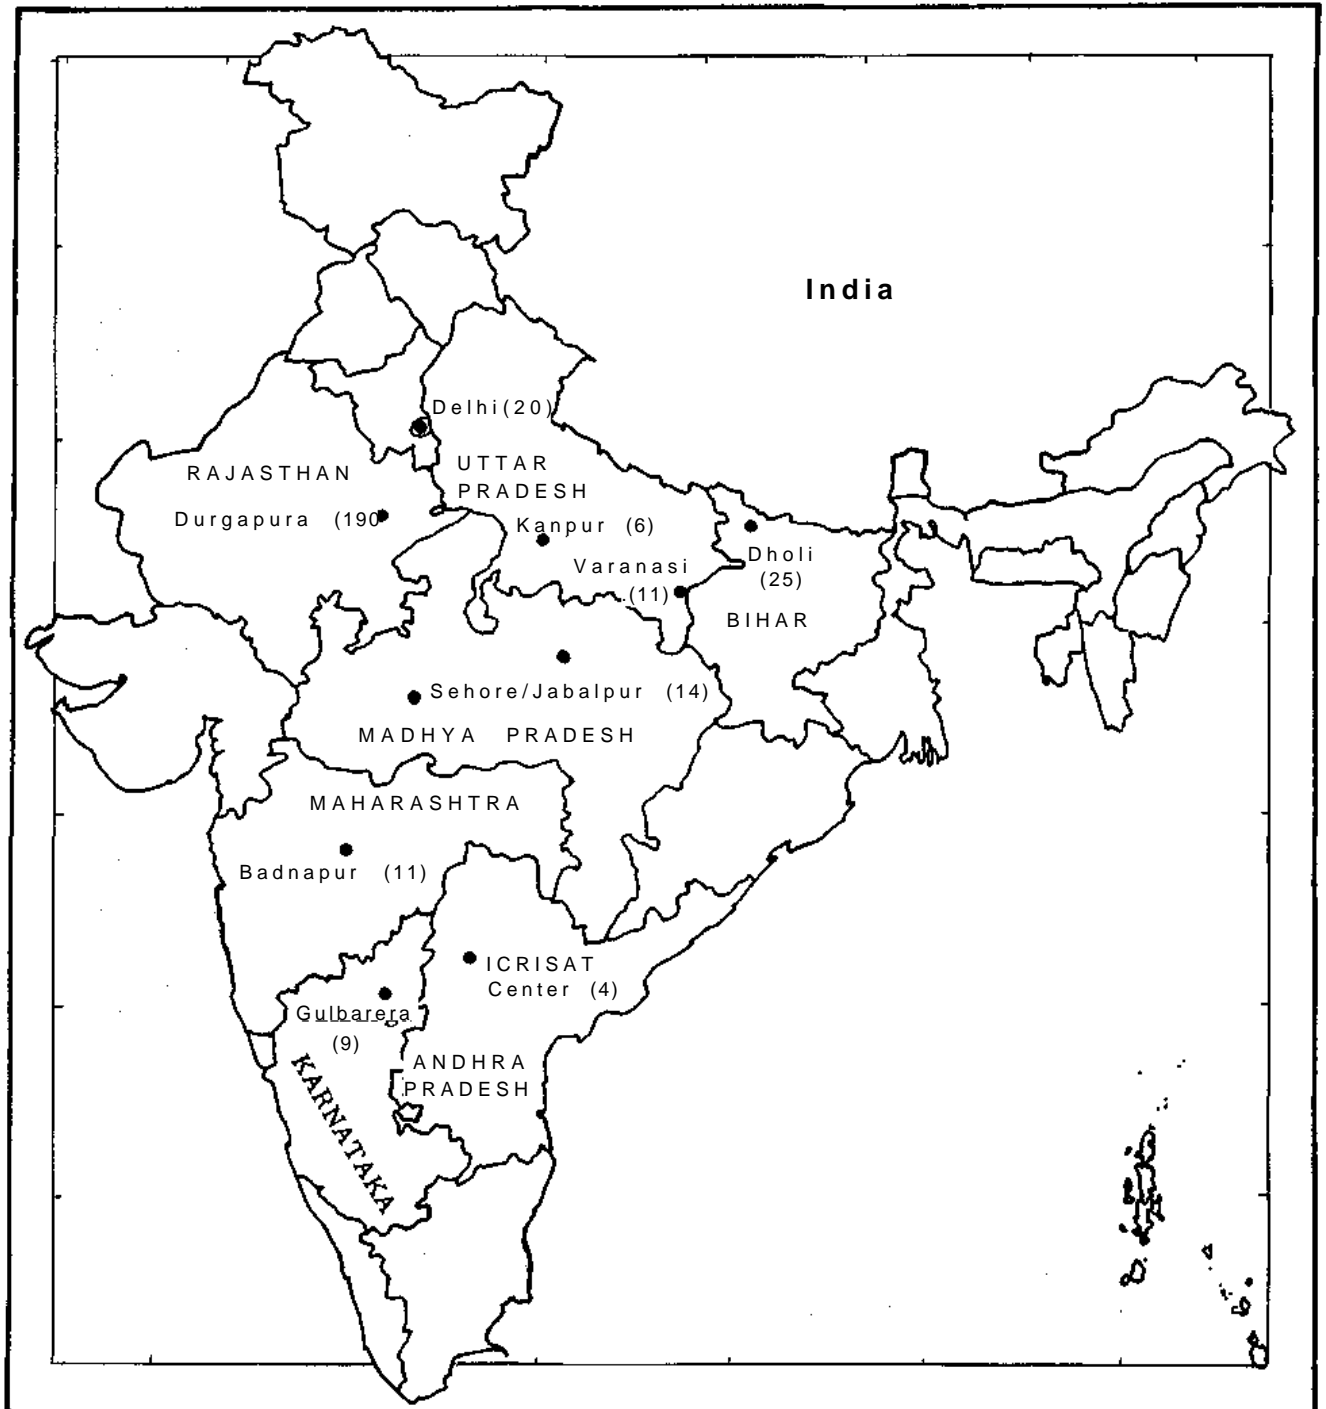 India
Delhi(20)
RAJASTHAN
UTTAR
PRADESH
Durgapura (190
Kanpur (6)
Varanasi
(11)
Dholi
(25)
BIHAR
Sehore/Jabalpur (14)
MADHYA PRADESH
MAHARASHTRA
Badnapur (11)
ICRISAT
Center (4)
Gulbarera
(9)
ANDHRA
PRADESH
KARNATAKA